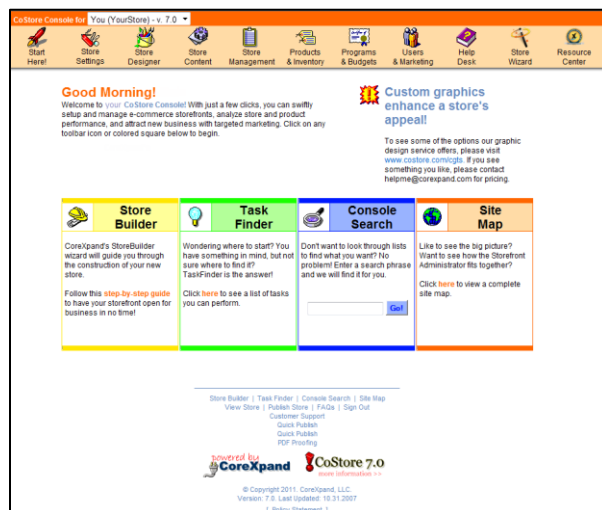 CoStore Console for You (YourStore) - v. 7.0
Start Here!
Store Settings
Store Designer
Store Content
Store Management
Products & Inventory
Programs & Budgets
Users & Marketing
Help Desk
Store Wizard
Resource Center
Good Morning!
Welcome to your CoStore Console! With just a few clicks, you can swiftly
setup and manage e-commerce storefronts, analyze store and product
performance, and attract new business with targeted marketing. Click on any
toolbar icon or colored square below to begin.
Custom graphics
enhance a store's
appeal!
To see some of the options our graphic
design service offers, please visit
www.costore.com/cgts. If you see
something you like, please contact
helpme@corexpand.com for pricing.
Store
Builder
CoreXpand's StoreBuilder
wizard will guide you through
the construction of your new
store.
Follow this step-by-step guide
to have your storefront open for
business in no time!
Task
Finder
Wondering where to start? You
have something in mind, but not
sure where to find it?
TaskFinder is the answer!
Click here to see a list of tasks
you can perform.
Console
Search
Don't want to look through lists
to find what you want? No
problem! Enter a search phrase
and we will find it for you.
Go!
Site
Map
Like to see the big picture?
Want to see how the Storefront
Administrator fits together?
Click here to view a complete
site map.
Store Builder | Task Finder | Console Search | Site Map
View Store | Publish Store | FAQs | Sign Out
Customer Support
Quick Publish
Quick Publish
PDF Proofing
powered by
CoreXpand
CoStore 7.0
more information >>
© Copyright 2011, CoreXpand, LLC.
Version: 7.0. Last Updated: 10.31.2007
[ Policy Statement ]